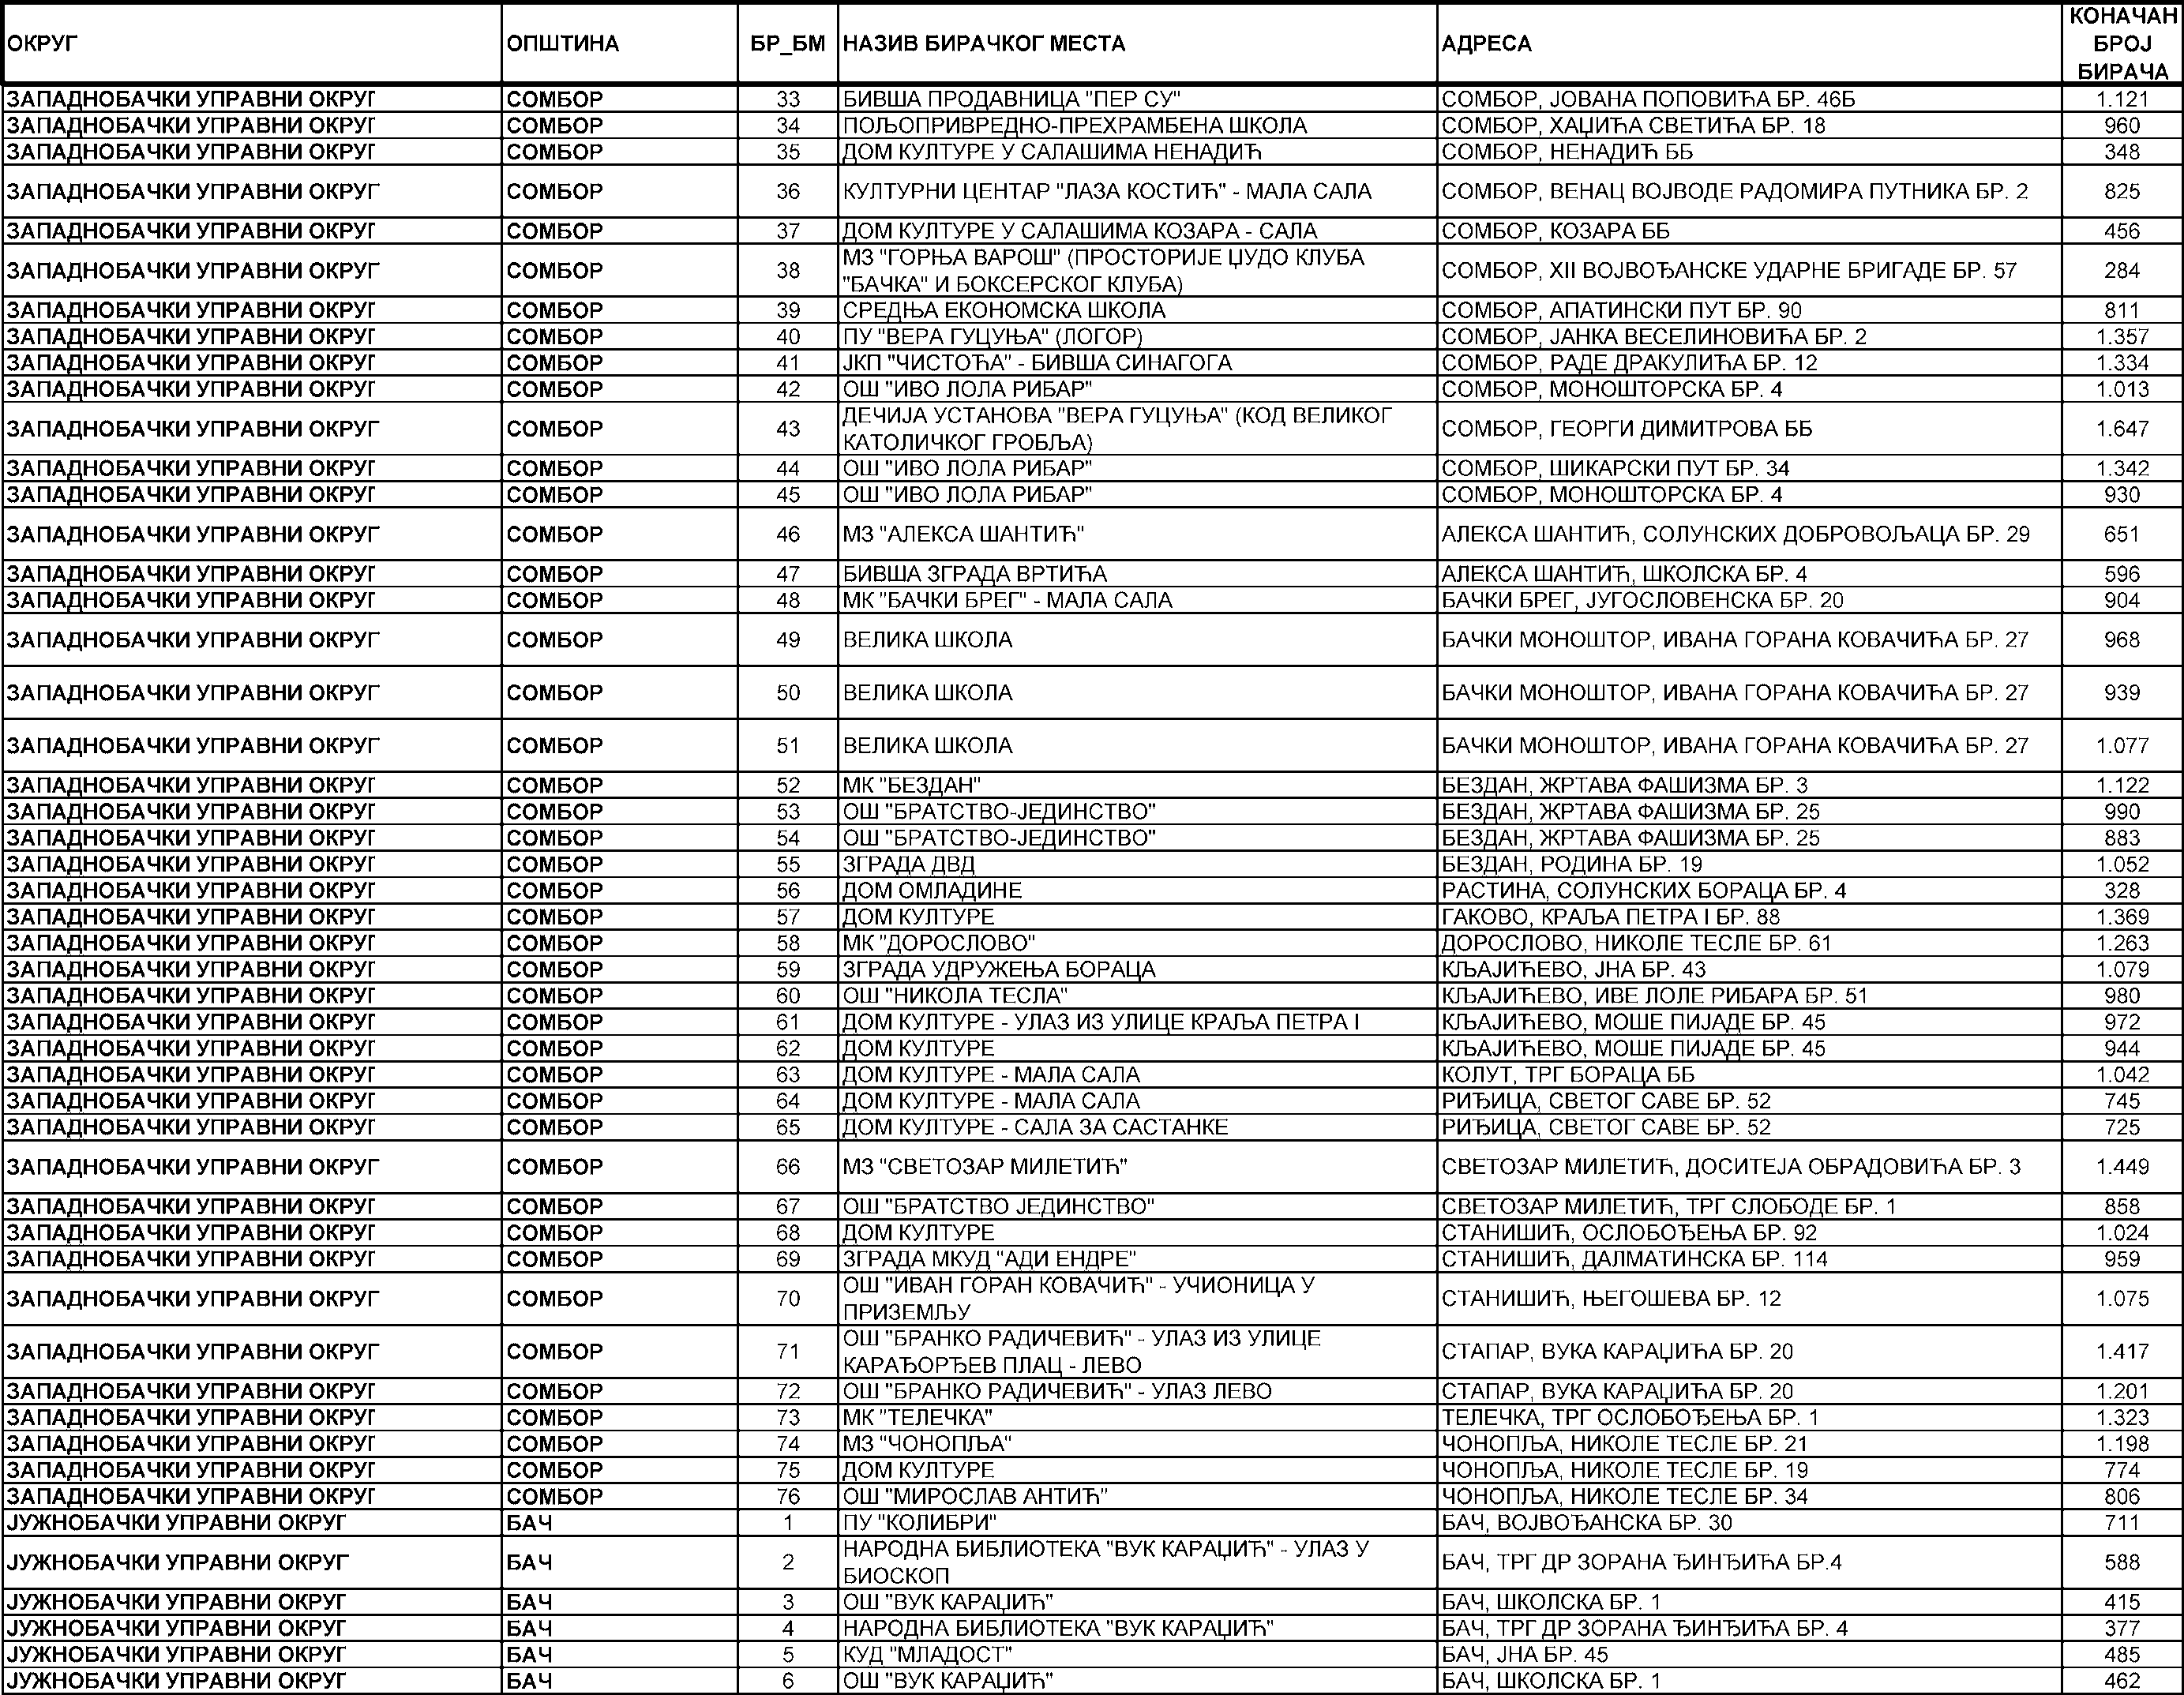 ОКРУГ ОПШТИНА БР_БМ НАЗИВ БИРАЧКОГ МЕСТА АДРЕСА КОНАЧАН БРОЈ БИРАЧА
ЗАПАДНОБАЧКИ УПРАВНИ ОКРУГ СОМБОР 33 БИВША ПРОДАВНИЦА "ПЕР СУ" СОМБОР, ЈОВАНА ПОПОВИЋА БР. 46Б 1.121
ЗАПАДНОБАЧКИ УПРАВНИ ОКРУГ СОМБОР 34 ПОЉОПРИВРЕДНО-ПРЕХРАМБЕНА ШКОЛА СОМБОР, ХАЏИЋА СВЕТИЋА БР. 18 960
ЗАПАДНОБАЧКИ УПРАВНИ ОКРУГ СОМБОР 35 ДОМ КУЛТУРЕ У САЛАШИМА НЕНАДИЋ СОМБОР, НЕНАДИЋ ББ 348
ЗАПАДНОБАЧКИ УПРАВНИ ОКРУГ СОМБОР 36 КУЛТУРНИ ЦЕНТАР "ЛАЗА КОСТИЋ" - МАЛА САЛА СОМБОР, ВЕНАЦ ВОЈВОДЕ РАДОМИРА ПУТНИКА БР. 2 825
ЗАПАДНОБАЧКИ УПРАВНИ ОКРУГ СОМБОР 37 ДОМ КУЛТУРЕ У САЛАШИМА КОЗАРА - САЛА СОМБОР, КОЗАРА ББ 456
ЗАПАДНОБАЧКИ УПРАВНИ ОКРУГ СОМБОР 38 МЗ "ГОРЊА ВАРОШ" (ПРОСТОРИЈЕ ЏУДО КЛУБА
"БАЧКА" И БОКСЕРСКОГ КЛУБА) СОМБОР, XII ВОЈВОЂАНСКЕ УДАРНЕ БРИГАДЕ БР. 57 284
ЗАПАДНОБАЧКИ УПРАВНИ ОКРУГ СОМБОР 39 СРЕДЊА ЕКОНОМСКА ШКОЛА СОМБОР, АПАТИНСКИ ПУТ БР. 90 811
ЗАПАДНОБАЧКИ УПРАВНИ ОКРУГ СОМБОР 40 ПУ "ВЕРА ГУЦУЊА" (ЛОГОР) СОМБОР, ЈАНКА ВЕСЕЛИНОВИЋА БР. 2 1.357
ЗАПАДНОБАЧКИ УПРАВНИ ОКРУГ СОМБОР 41 ЈКП "ЧИСТОЋА" - БИВША СИНАГОГА СОМБОР, РАДЕ ДРАКУЛИЋА БР. 12 1.334
ЗАПАДНОБАЧКИ УПРАВНИ ОКРУГ СОМБОР 42 ОШ "ИВО ЛОЛА РИБАР" СОМБОР, МОНОШТОРСКА БР. 4 1.013
ЗАПАДНОБАЧКИ УПРАВНИ ОКРУГ СОМБОР 43 ДЕЧИЈА УСТАНОВА "ВЕРА ГУЦУЊА" (КОД ВЕЛИКОГ
КАТОЛИЧКОГ ГРОБЉА) СОМБОР, ГЕОРГИ ДИМИТРОВА ББ 1.647
ЗАПАДНОБАЧКИ УПРАВНИ ОКРУГ СОМБОР 44 ОШ "ИВО ЛОЛА РИБАР" СОМБОР, ШИКАРСКИ ПУТ БР. 34 1.342
ЗАПАДНОБАЧКИ УПРАВНИ ОКРУГ СОМБОР 45 ОШ "ИВО ЛОЛА РИБАР" СОМБОР, МОНОШТОРСКА БР. 4 930
ЗАПАДНОБАЧКИ УПРАВНИ ОКРУГ СОМБОР 46 МЗ "АЛЕКСА ШАНТИЋ" АЛЕКСА ШАНТИЋ, СОЛУНСКИХ ДОБРОВОЉАЦА БР. 29 651
ЗАПАДНОБАЧКИ УПРАВНИ ОКРУГ СОМБОР 47 БИВША ЗГРАДА ВРТИЋА АЛЕКСА ШАНТИЋ, ШКОЛСКА БР. 4 596
ЗАПАДНОБАЧКИ УПРАВНИ ОКРУГ СОМБОР 48 МК "БАЧКИ БРЕГ" - МАЛА САЛА БАЧКИ БРЕГ, ЈУГОСЛОВЕНСКА БР. 20 904
ЗАПАДНОБАЧКИ УПРАВНИ ОКРУГ СОМБОР 49 ВЕЛИКА ШКОЛА БАЧКИ МОНОШТОР, ИВАНА ГОРАНА КОВАЧИЋА БР. 27 968
ЗАПАДНОБАЧКИ УПРАВНИ ОКРУГ СОМБОР 50 ВЕЛИКА ШКОЛА БАЧКИ МОНОШТОР, ИВАНА ГОРАНА КОВАЧИЋА БР. 27 939
ЗАПАДНОБАЧКИ УПРАВНИ ОКРУГ СОМБОР 51 ВЕЛИКА ШКОЛА БАЧКИ МОНОШТОР, ИВАНА ГОРАНА КОВАЧИЋА БР. 27 1.077
ЗАПАДНОБАЧКИ УПРАВНИ ОКРУГ СОМБОР 52 МК "БЕЗДАН" БЕЗДАН, ЖРТАВА ФАШИЗМА БР. 3 1.122
ЗАПАДНОБАЧКИ УПРАВНИ ОКРУГ СОМБОР 53 ОШ "БРАТСТВО-ЈЕДИНСТВО" БЕЗДАН, ЖРТАВА ФАШИЗМА БР. 25 990
ЗАПАДНОБАЧКИ УПРАВНИ ОКРУГ СОМБОР 54 ОШ "БРАТСТВО-ЈЕДИНСТВО" БЕЗДАН, ЖРТАВА ФАШИЗМА БР. 25 883
ЗАПАДНОБАЧКИ УПРАВНИ ОКРУГ СОМБОР 55 ЗГРАДА ДВД БЕЗДАН, РОДИНА БР. 19 1.052
ЗАПАДНОБАЧКИ УПРАВНИ ОКРУГ СОМБОР 56 ДОМ ОМЛАДИНЕ РАСТИНА, СОЛУНСКИХ БОРАЦА БР. 4 328
ЗАПАДНОБАЧКИ УПРАВНИ ОКРУГ СОМБОР 57 ДОМ КУЛТУРЕ ГАКОВО, КРАЉА ПЕТРА I БР. 88 1.369
ЗАПАДНОБАЧКИ УПРАВНИ ОКРУГ СОМБОР 58 МК "ДОРОСЛОВО" ДОРОСЛОВО, НИКОЛЕ ТЕСЛЕ БР. 61 1.263
ЗАПАДНОБАЧКИ УПРАВНИ ОКРУГ СОМБОР 59 ЗГРАДА УДРУЖЕЊА БОРАЦА КЉАЈИЋЕВО, ЈНА БР. 43 1.079
ЗАПАДНОБАЧКИ УПРАВНИ ОКРУГ СОМБОР 60 ОШ "НИКОЛА ТЕСЛА" КЉАЈИЋЕВО, ИВЕ ЛОЛЕ РИБАРА БР. 51 980
ЗАПАДНОБАЧКИ УПРАВНИ ОКРУГ СОМБОР 61 ДОМ КУЛТУРЕ - УЛАЗ ИЗ УЛИЦЕ КРАЉА ПЕТРА I КЉАЈИЋЕВО, МОШЕ ПИЈАДЕ БР. 45 972
ЗАПАДНОБАЧКИ УПРАВНИ ОКРУГ СОМБОР 62 ДОМ КУЛТУРЕ КЉАЈИЋЕВО, МОШЕ ПИЈАДЕ БР. 45 944
ЗАПАДНОБАЧКИ УПРАВНИ ОКРУГ СОМБОР 63 ДОМ КУЛТУРЕ - МАЛА САЛА КОЛУТ, ТРГ БОРАЦА ББ 1.042
ЗАПАДНОБАЧКИ УПРАВНИ ОКРУГ СОМБОР 64 ДОМ КУЛТУРЕ - МАЛА САЛА РИЂИЦА, СВЕТОГ САВЕ БР. 52 745
ЗАПАДНОБАЧКИ УПРАВНИ ОКРУГ СОМБОР 65 ДОМ КУЛТУРЕ - САЛА ЗА САСТАНКЕ РИЂИЦА, СВЕТОГ САВЕ БР. 52 725
ЗАПАДНОБАЧКИ УПРАВНИ ОКРУГ СОМБОР 66 МЗ "СВЕТОЗАР МИЛЕТИЋ" СВЕТОЗАР МИЛЕТИЋ, ДОСИТЕЈА ОБРАДОВИЋА БР. 3 1.449
ЗАПАДНОБАЧКИ УПРАВНИ ОКРУГ СОМБОР 67 ОШ "БРАТСТВО ЈЕДИНСТВО" СВЕТОЗАР МИЛЕТИЋ, ТРГ СЛОБОДЕ БР. 1 858
ЗАПАДНОБАЧКИ УПРАВНИ ОКРУГ СОМБОР 68 ДОМ КУЛТУРЕ СТАНИШИЋ, ОСЛОБОЂЕЊА БР. 92 1.024
ЗАПАДНОБАЧКИ УПРАВНИ ОКРУГ СОМБОР 69 ЗГРАДА МКУД "АДИ ЕНДРЕ" СТАНИШИЋ, ДАЛМАТИНСКА БР. 114 959
ЗАПАДНОБАЧКИ УПРАВНИ ОКРУГ СОМБОР 70 ОШ "ИВАН ГОРАН КОВАЧИЋ" - УЧИОНИЦА У
ПРИЗЕМЉУ СТАНИШИЋ, ЊЕГОШЕВА БР. 12 1.075
ЗАПАДНОБАЧКИ УПРАВНИ ОКРУГ СОМБОР 71 ОШ "БРАНКО РАДИЧЕВИЋ" - УЛАЗ ИЗ УЛИЦЕ
КАРАЂОРЂЕВ ПЛАЦ - ЛЕВО СТАПАР, ВУКА КАРАЏИЋА БР. 20 1.417
ЗАПАДНОБАЧКИ УПРАВНИ ОКРУГ СОМБОР 72 ОШ "БРАНКО РАДИЧЕВИЋ" - УЛАЗ ЛЕВО СТАПАР, ВУКА КАРАЏИЋА БР. 20 1.201
ЗАПАДНОБАЧКИ УПРАВНИ ОКРУГ СОМБОР 73 МК "ТЕЛЕЧКА" ТЕЛЕЧКА, ТРГ ОСЛОБОЂЕЊА БР. 1 1.323
ЗАПАДНОБАЧКИ УПРАВНИ ОКРУГ СОМБОР 74 МЗ "ЧОНОПЉА" ЧОНОПЉА, НИКОЛЕ ТЕСЛЕ БР. 21 1.198
ЗАПАДНОБАЧКИ УПРАВНИ ОКРУГ СОМБОР 75 ДОМ КУЛТУРЕ ЧОНОПЉА, НИКОЛЕ ТЕСЛЕ БР. 19 774
ЗАПАДНОБАЧКИ УПРАВНИ ОКРУГ СОМБОР 76 ОШ "МИРОСЛАВ АНТИЋ" ЧОНОПЉА, НИКОЛЕ ТЕСЛЕ БР. 34 806
ЈУЖНОБАЧКИ УПРАВНИ ОКРУГ БАЧ 1 ПУ "КОЛИБРИ" БАЧ, ВОЈВОЂАНСКА БР. 30 711
ЈУЖНОБАЧКИ УПРАВНИ ОКРУГ БАЧ 2 НАРОДНА БИБЛИОТЕКА "ВУК КАРАЏИЋ" - УЛАЗ У
БИОСКОП БАЧ, ТРГ ДР ЗОРАНА ЂИНЂИЋА БР.4 588
ЈУЖНОБАЧКИ УПРАВНИ ОКРУГ БАЧ 3 ОШ "ВУК КАРАЏИЋ" БАЧ, ШКОЛСКА БР. 1 415
ЈУЖНОБАЧКИ УПРАВНИ ОКРУГ БАЧ 4 НАРОДНА БИБЛИОТЕКА "ВУК КАРАЏИЋ" БАЧ, ТРГ ДР ЗОРАНА ЂИНЂИЋА БР. 4 377
ЈУЖНОБАЧКИ УПРАВНИ ОКРУГ БАЧ 5 КУД "МЛАДОСТ" БАЧ, ЈНА БР. 45 485
ЈУЖНОБАЧКИ УПРАВНИ ОКРУГ БАЧ 6 ОШ "ВУК КАРАЏИЋ" БАЧ, ШКОЛСКА БР. 1 462